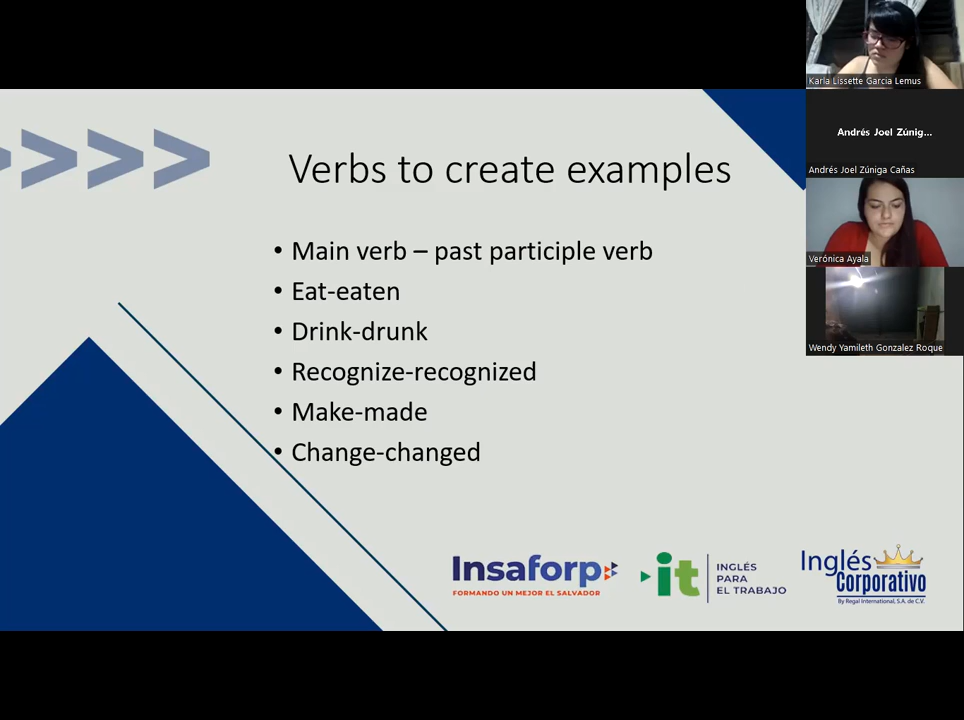 Verbs to create examples
• Main verb – past participle verb
• Eat-eaten
• Drink-drunk
• Recognize-recognized
• Make-made
• Change-changed
Insaforp
FORMANDO UN MEJOR EL SALVADOR
it
INGLÉS
PARA
EL TRABAJO
Inglés
Corporativo
By Regal International, S.A. de C.V.
Karla Lissette Garcia Lemus
Andrés Joel Zúnig...
Andrés Joel Zúniga Cañas
Verónica Ayala
Wendy Yamileth Gonzalez Roque